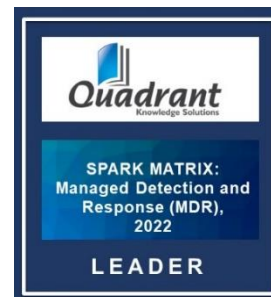 Quadrant
Knowledge Solutions
SPARK MATRIX:
Managed Detection and
Response (MDR),
2022
LEADER